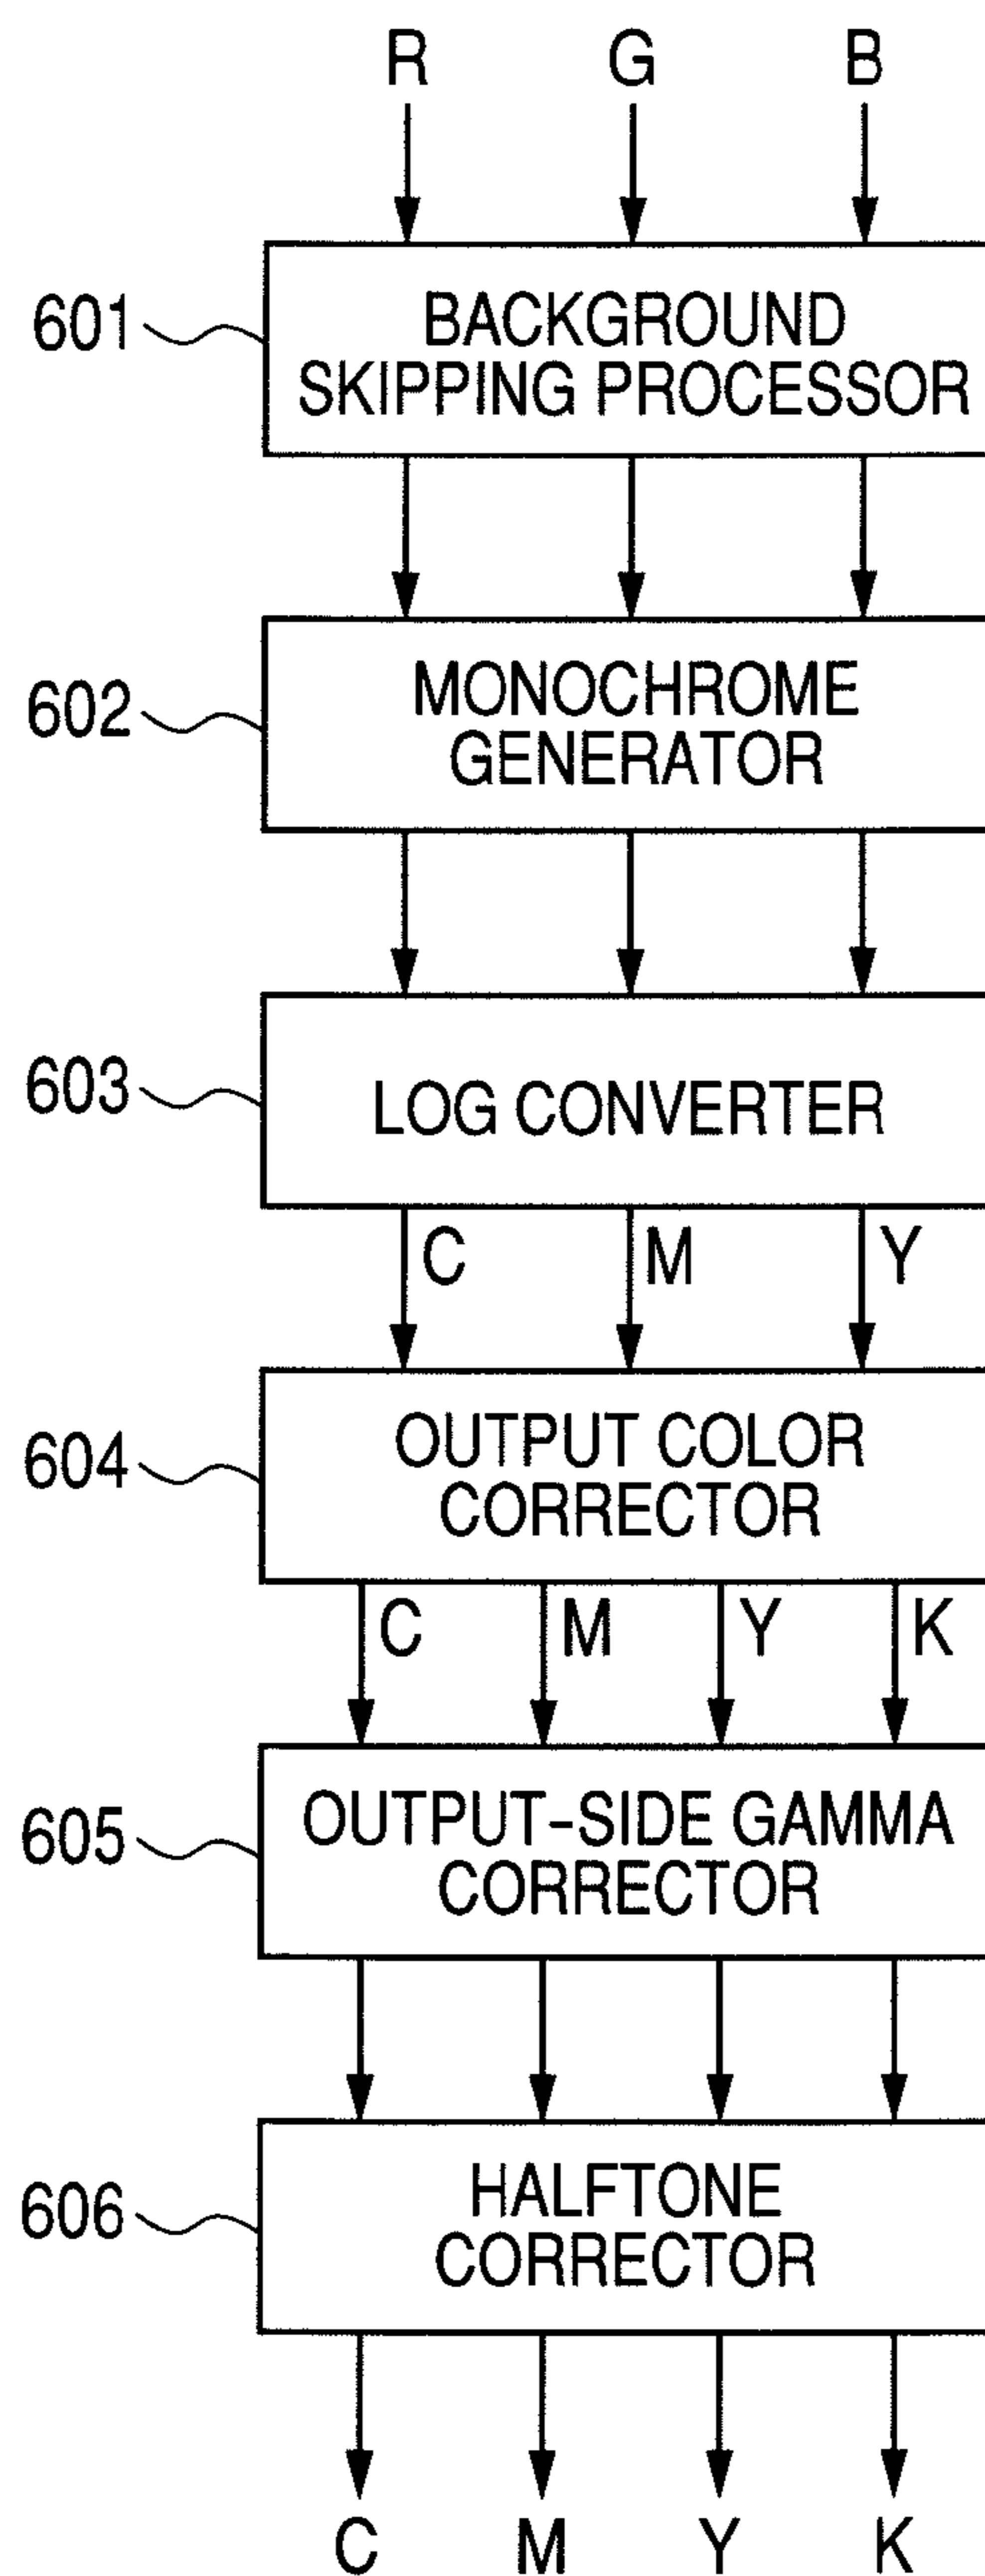 R G B
601
BACKGROUND
SKIPPING PROCESSOR
602
MONOCHROME
GENERATOR
603
LOG CONVERTER
C M Y
604
OUTPUT COLOR
CORRECTOR
C M Y K
605
OUTPUT-SIDE GAMMA
CORRECTOR
606
HALFTONE
CORRECTOR
C M Y K